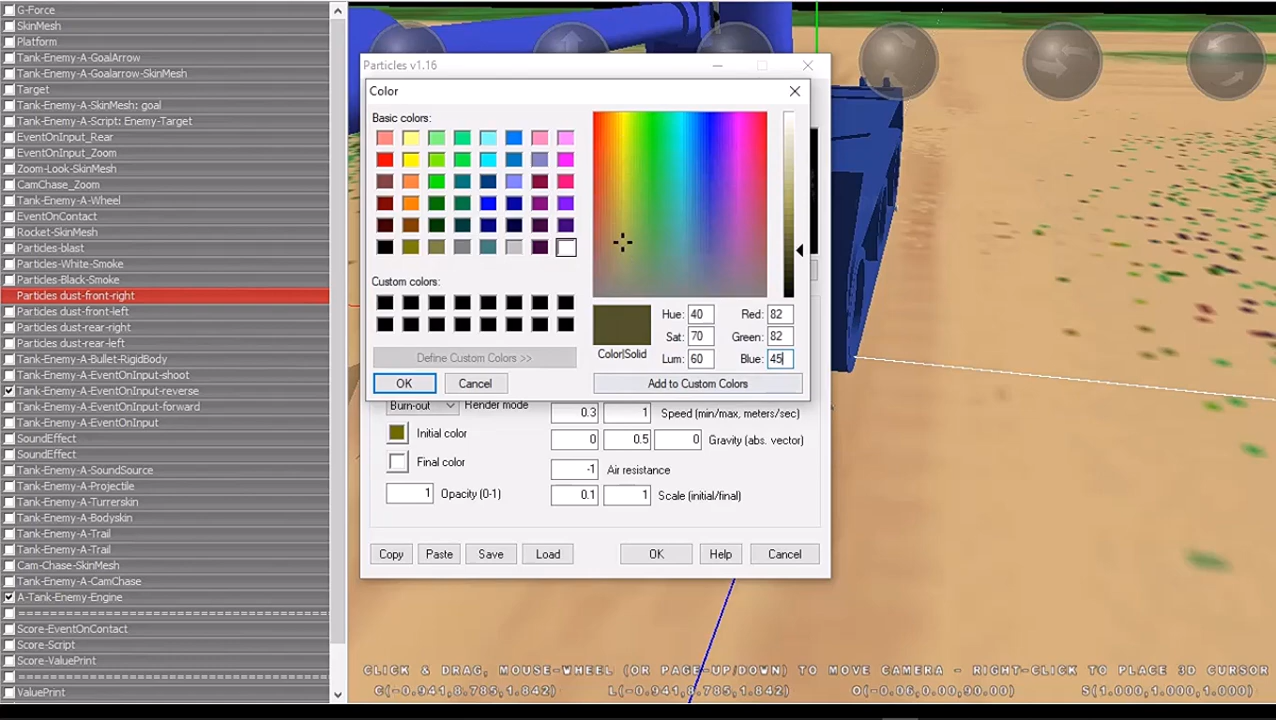 G-Force
SkinMesh
Platform
Tank-Enemy-A-GoalArrow
Tank-Enemy-A-Goalarrow-SkinMesh
Target
Tank-Enemy-A-SkinMesh: goal
Tank-Enemy-A-Script: Enemy-Target
EventOnInput_Rear
EventOnInput_Zoom
Zoom-Look-SkinMesh
CamChase_Zoom
Tank-Enemy-A-Wheel
EventOnContact
Rocket-SkinMesh
Particles-blast
Particles-White-Smoke
Particles-Black-Smoke
Particles dust-front-right
Particles dust-front-left
Particles dust-rear-right
Particles dust-rear-left
Tank-Enemy-A-Bullet-RigidBody
Tank-Enemy-A-EventOnInput-shoot
Tank-Enemy-A-EventOnInput-reverse
Tank-Enemy-A-EventOnInput-forward
Tank-Enemy-A-EventOnInput
SoundEffect
SoundEffect
Tank-Enemy-A-SoundSource
Tank-Enemy-A-Projectile
Tank-Enemy-A-Turrerskin
Tank-Enemy-A-Bodyskin
Tank-Enemy-A-Trail
Tank-Enemy-A-Trail
Cam-Chase-SkinMesh
Tank-Enemy-A-CamChase
A-Tank-Enemy-Engine
Score-EventOnContact
Score-Script
Score-ValuePrint
ValuePrint
Particles v1.16
Color
Basic colors:
Custom colors:
Define Custom Colors >>
OK
Cancel
Color|Solid
Hue: 40
Sat: 70
Lum: 60
Red: 82
Green: 82
Blue: 45
Add to Custom Colors
Burn-out Render mode
Initial color
Final color
1 Opacity (0-1)
0.3 1 Speed (min/max, meters/sec)
0 0.5 0 Gravity (abs. vector)
-1 Air resistance
0.1 1 Scale (initial/final)
Copy Paste Save Load OK Help Cancel
CLICK & DRAG, MOUSE-WHEEL (OR PAGE-UP/DOWN) TO MOVE CAMERA - RIGHT-CLICK TO PLACE 3D CURSOR
C(-0.941,8.785,1.842) L(-0.941,8.785,1.842) O(-0.06,0.00,90.00) S(1.000,1.000,1.000)